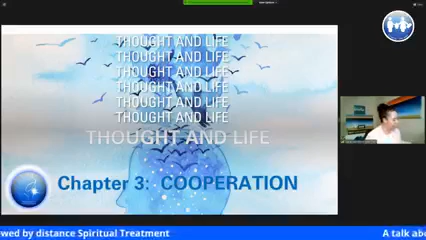 THOUGHT AND LIFE
THOUGHT AND LIFE
THOUGHT AND LIFE
THOUGHT AND LIFE
THOUGHT AND LIFE
THOUGHT AND LIFE
THOUGHT AND LIFE
Chapter 3: COOPERATION
wed by distance Spiritual Treatment
A talk abo